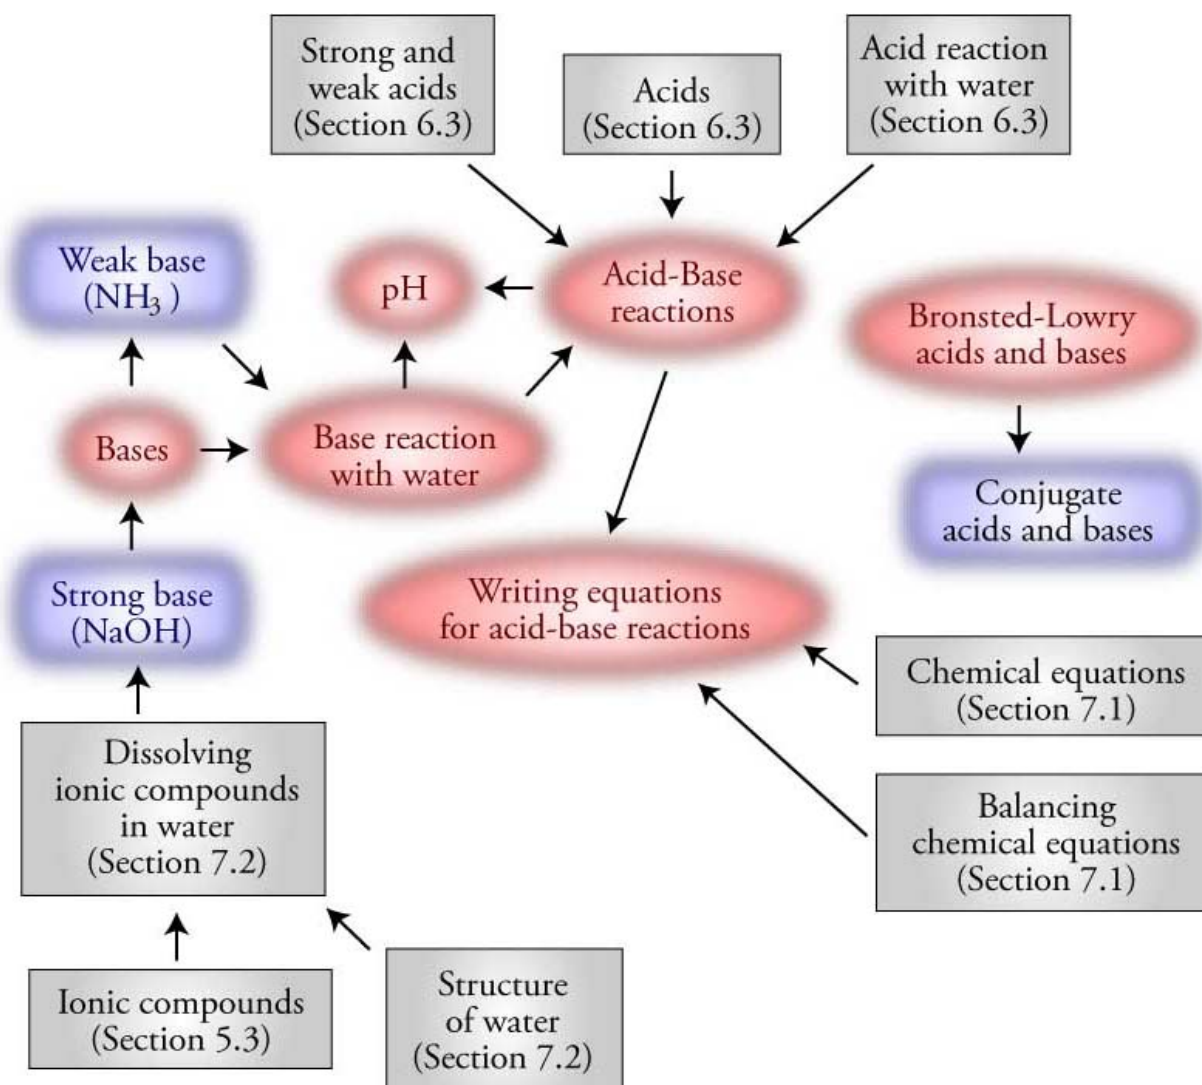 Strong and
weak acids
(Section 6.3)
Acids
(Section 6.3)
Acid reaction
with water
(Section 6.3)
Weak base
(NH₃ )
pH
Acid-Base
reactions
Bronsted-Lowry
acids and bases
Bases
Base reaction
with water
Conjugate
acids and bases
Strong base
(NaOH)
Writing equations
for acid-base reactions
Chemical equations
(Section 7.1)
Dissolving
ionic compounds
in water
(Section 7.2)
Balancing
chemical equations
(Section 7.1)
Ionic compounds
(Section 5.3)
Structure
of water
(Section 7.2)